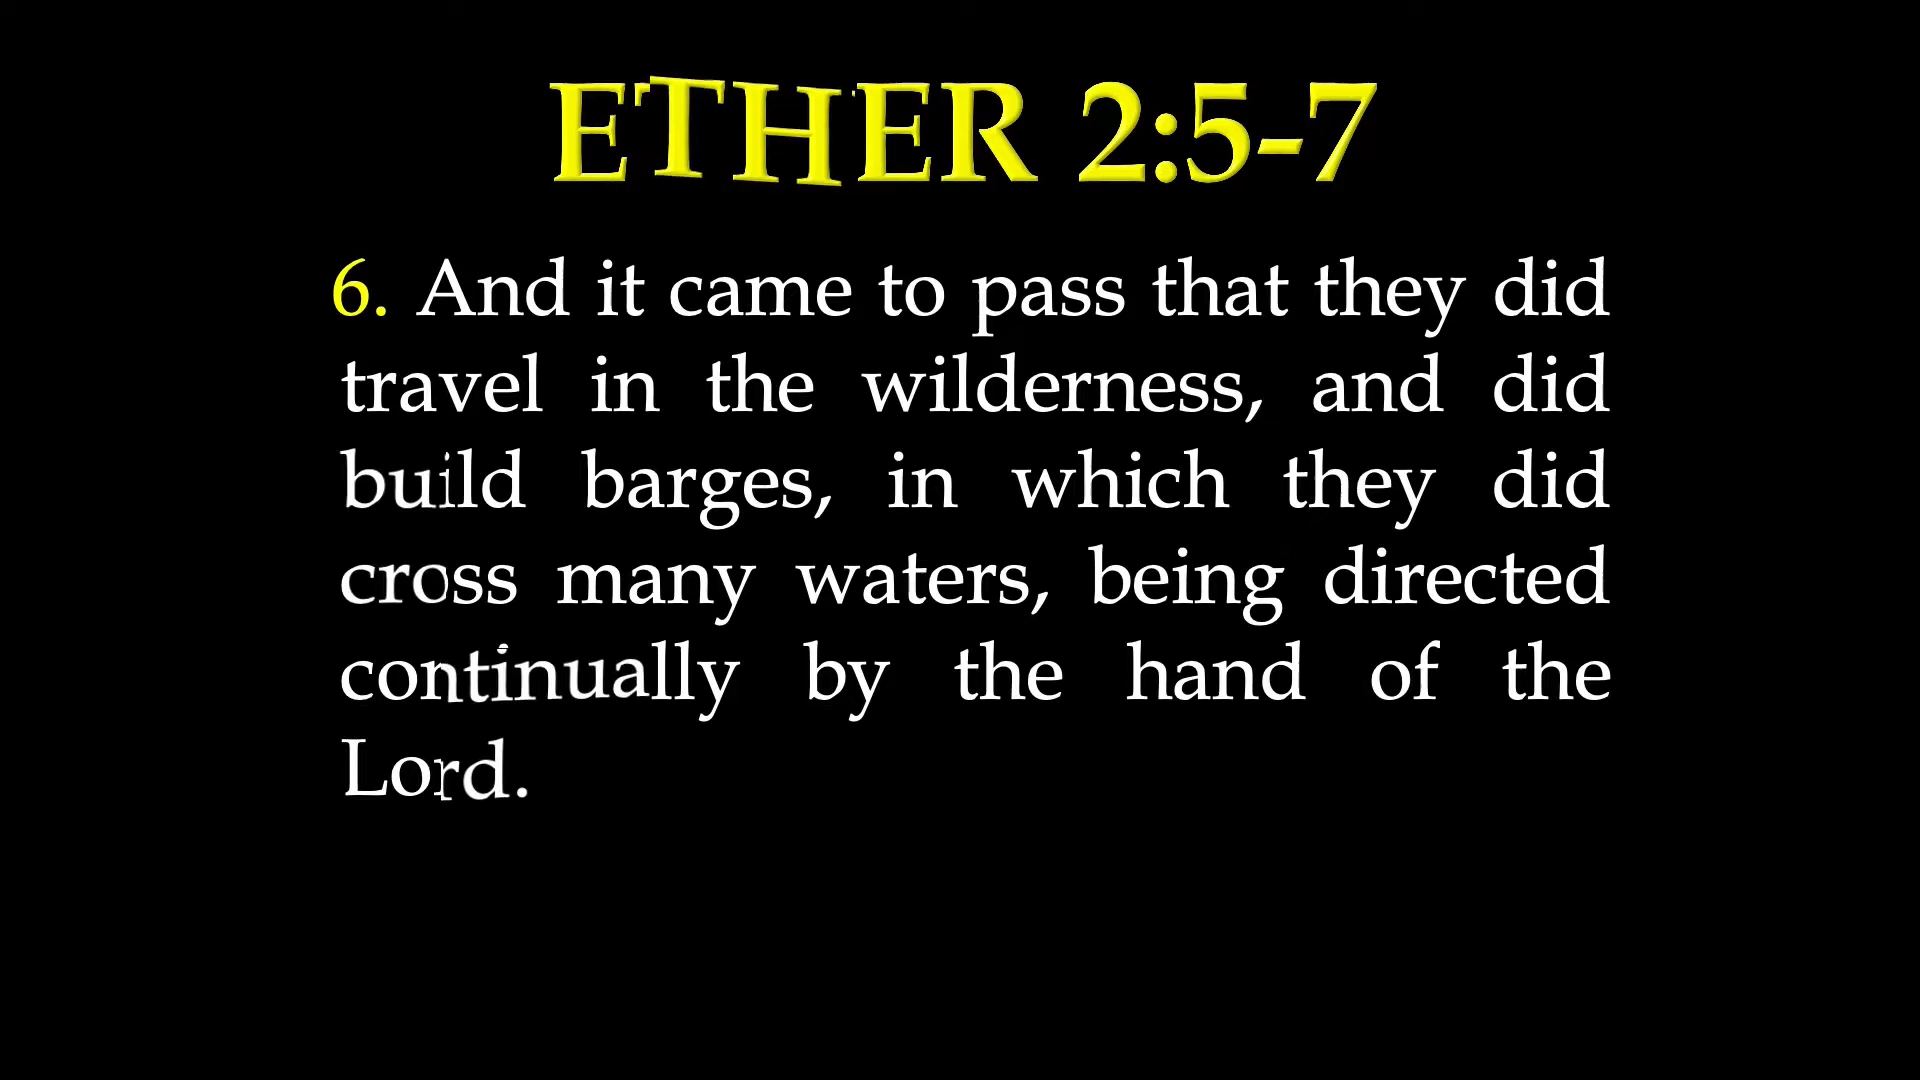 ETHER 2:5-7
6. And it came to pass that they did
travel in the wilderness, and did
build barges, in which they did
cross many waters, being directed
continually by the hand of the
Lord.